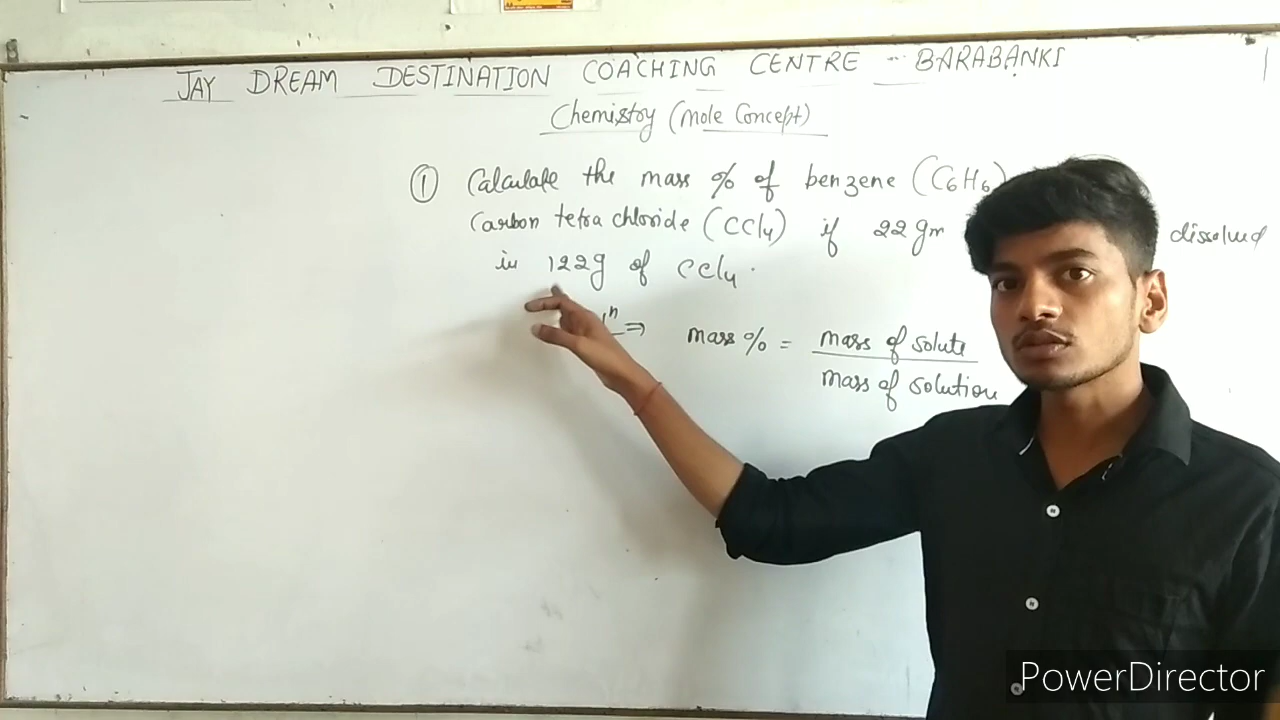 JAY DREAM DESTINATION COACHING CENTRE - BARABANKI
Chemistry (Mole Concept)
① Calculate the mass % of benzene (C6H6)
Carbon tetra chloride (CCl4) if 22 gm dissolved
in 122g of CCl4.
n ⇒ mass % = mass of solute
mass of solution
PowerDirector